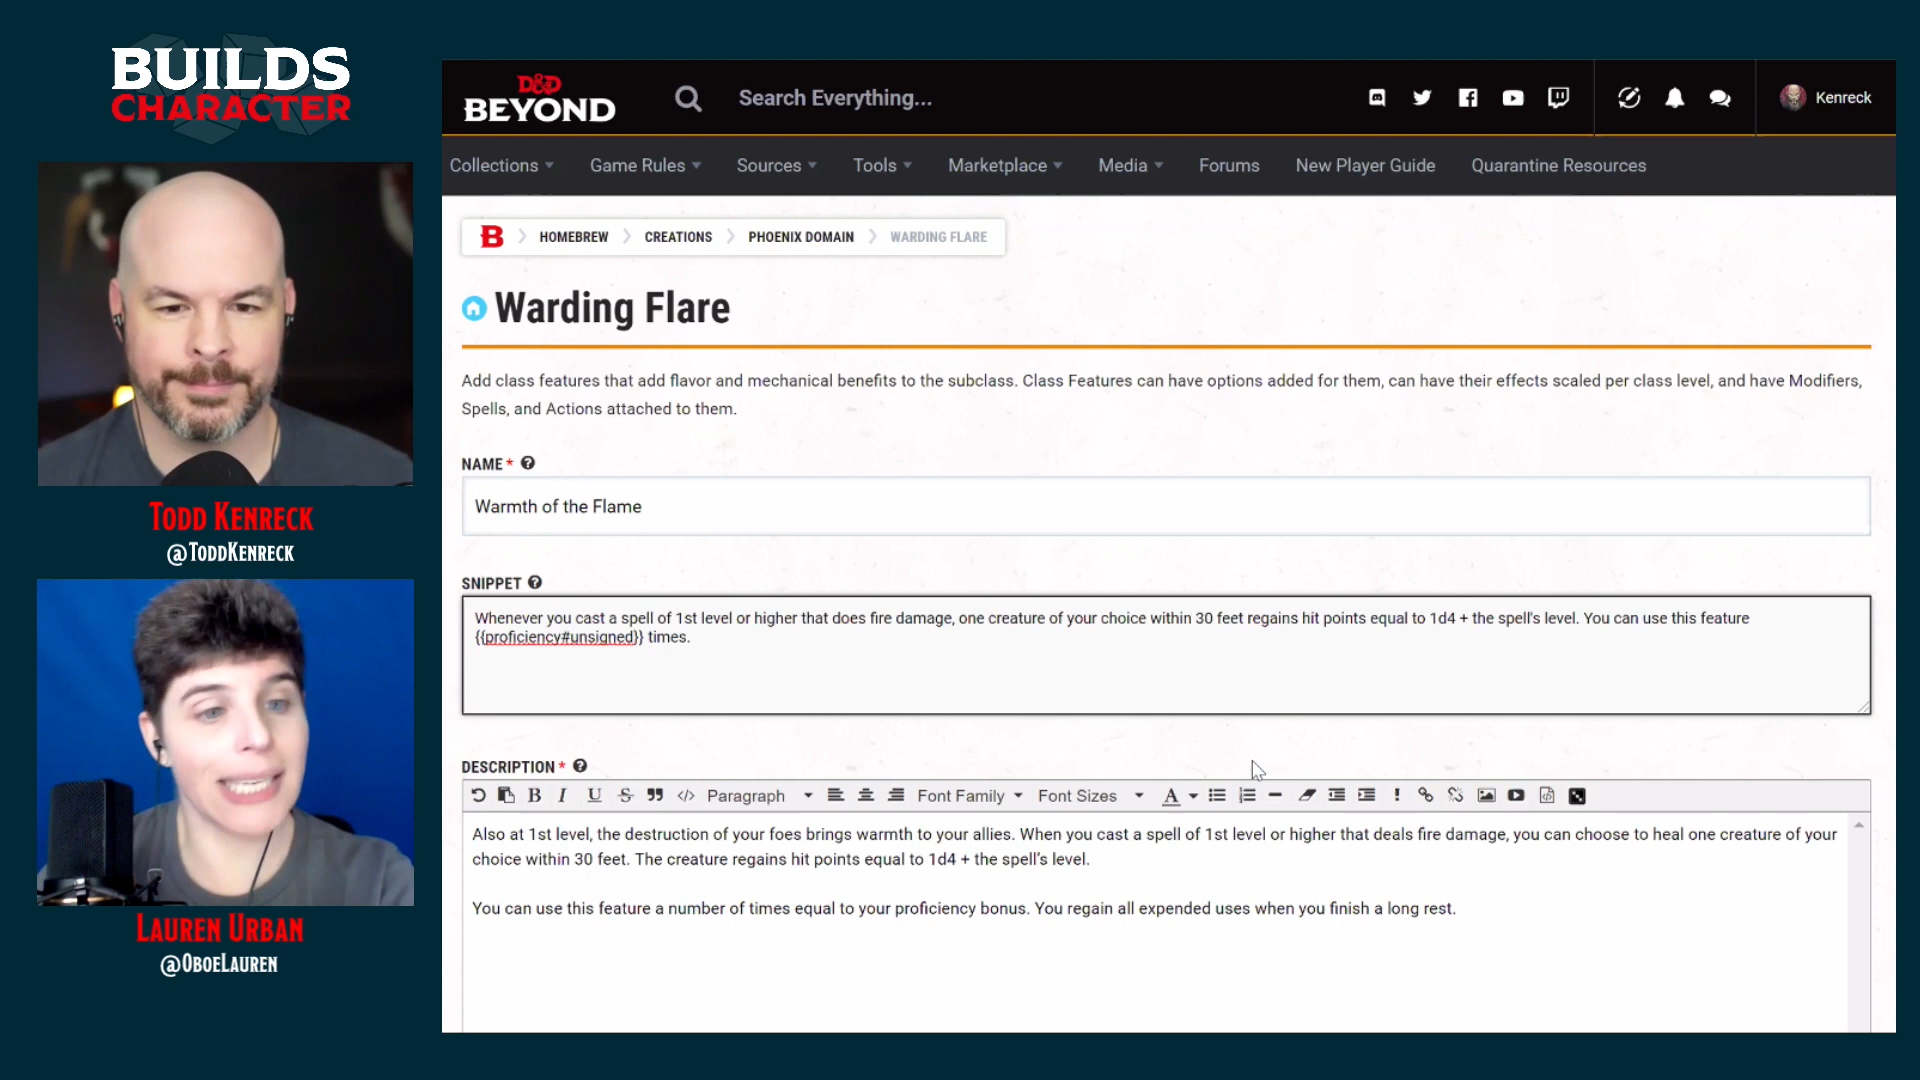 BUILDS
CHARACTER
TODD KENRECK
@TODDKENRECK
LAUREN URBAN
@OBOELAUREN
D&D
BEYOND
Search Everything...
Kenreck
Collections
Game Rules
Sources
Tools
Marketplace
Media
Forums
New Player Guide
Quarantine Resources
B
HOMEBREW
CREATIONS
PHOENIX DOMAIN
WARDING FLARE
Warding Flare
Add class features that add flavor and mechanical benefits to the subclass. Class Features can have options added for them, can have their effects scaled per class level, and have Modifiers,
Spells, and Actions attached to them.
NAME *
Warmth of the Flame
SNIPPET
Whenever you cast a spell of 1st level or higher that does fire damage, one creature of your choice within 30 feet regains hit points equal to 1d4 + the spell's level. You can use this feature
{{proficiency#unsigned}} times.
DESCRIPTION *
B I U S Paragraph Font Family Font Sizes A
Also at 1st level, the destruction of your foes brings warmth to your allies. When you cast a spell of 1st level or higher that deals fire damage, you can choose to heal one creature of your
choice within 30 feet. The creature regains hit points equal to 1d4 + the spell's level.
You can use this feature a number of times equal to your proficiency bonus. You regain all expended uses when you finish a long rest.